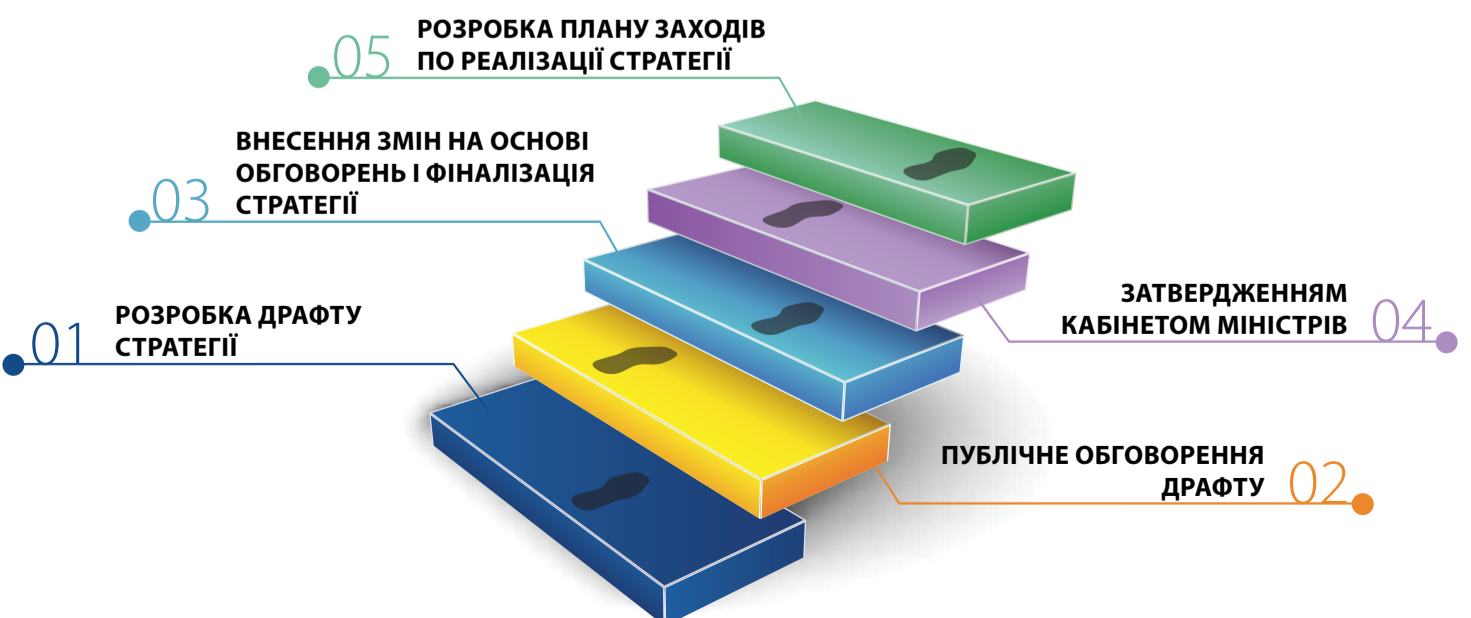 05
РОЗРОБКА ПЛАНУ ЗАХОДІВ
ПО РЕАЛІЗАЦІЇ СТРАТЕГІЇ
03
ВНЕСЕННЯ ЗМІН НА ОСНОВІ
ОБГОВОРЕНЬ І ФІНАЛІЗАЦІЯ
СТРАТЕГІЇ
01
РОЗРОБКА ДРАФТУ
СТРАТЕГІЇ
ЗАТВЕРДЖЕННЯМ
КАБІНЕТОМ МІНІСТРІВ
04
ПУБЛІЧНЕ ОБГОВОРЕННЯ
ДРАФТУ
02